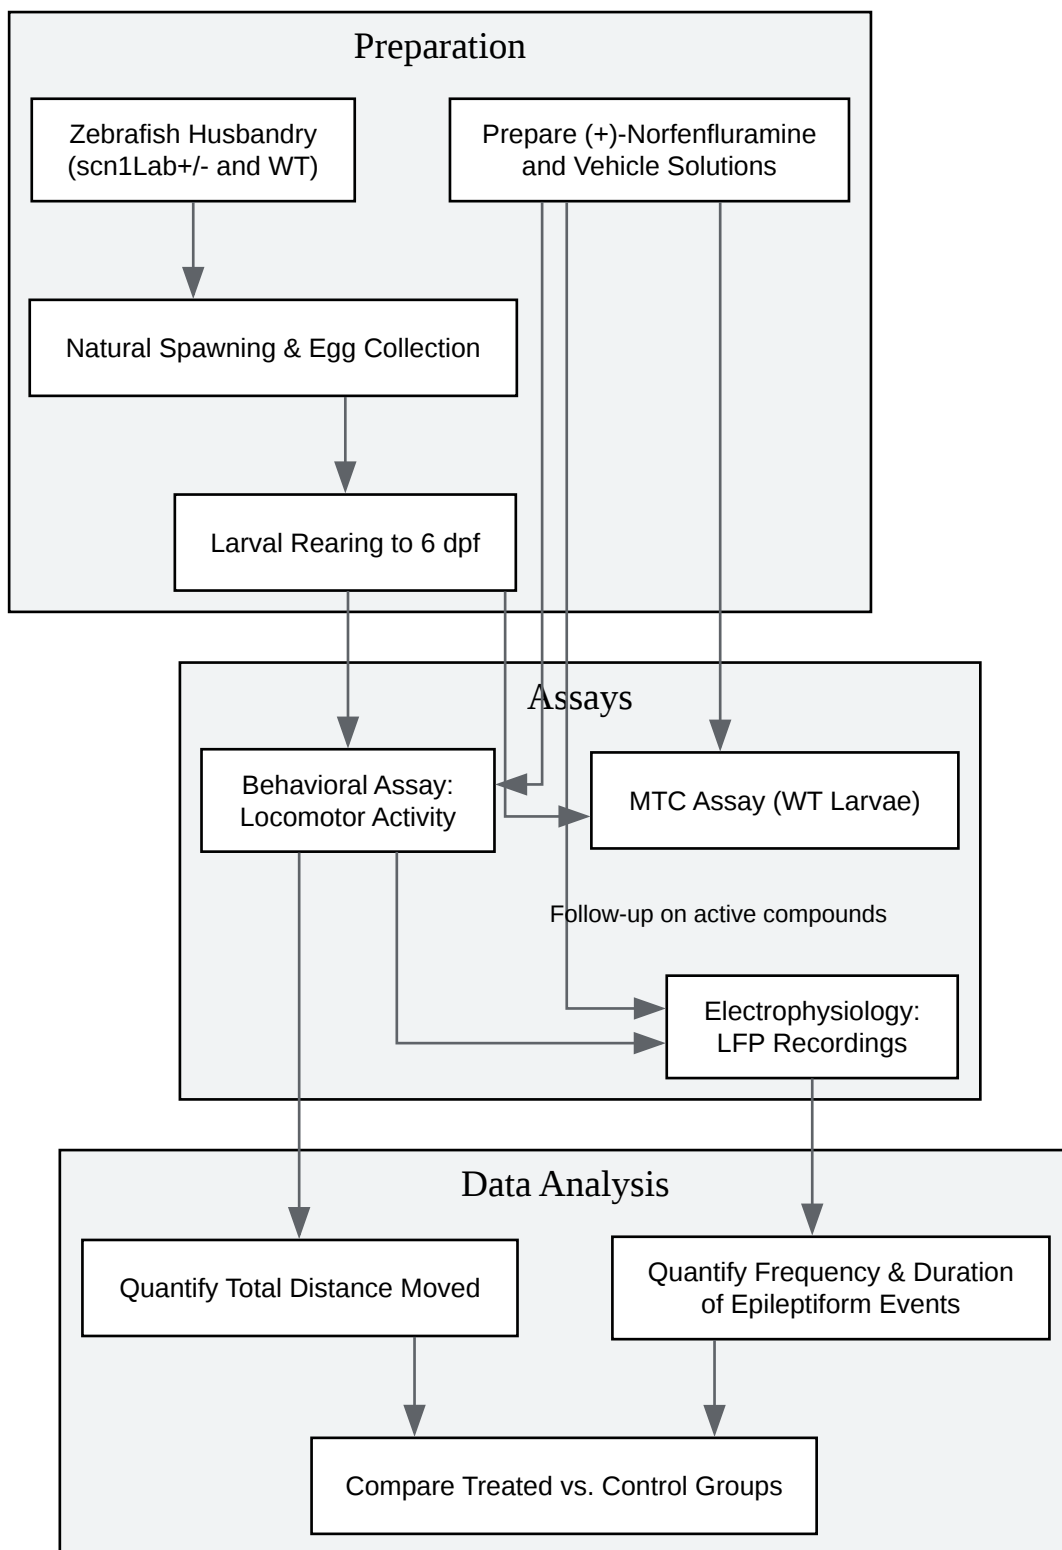 Preparation
Zebrafish Husbandry
(scn1Lab+/- and WT)
Prepare (+)-Norfenfluramine
and Vehicle Solutions
Natural Spawning & Egg Collection
Larval Rearing to 6 dpf
Assays
Behavioral Assay:
Locomotor Activity
MTC Assay (WT Larvae)
Follow-up on active compounds
Electrophysiology:
LFP Recordings
Data Analysis
Quantify Total Distance Moved
Quantify Frequency & Duration
of Epileptiform Events
Compare Treated vs. Control Groups